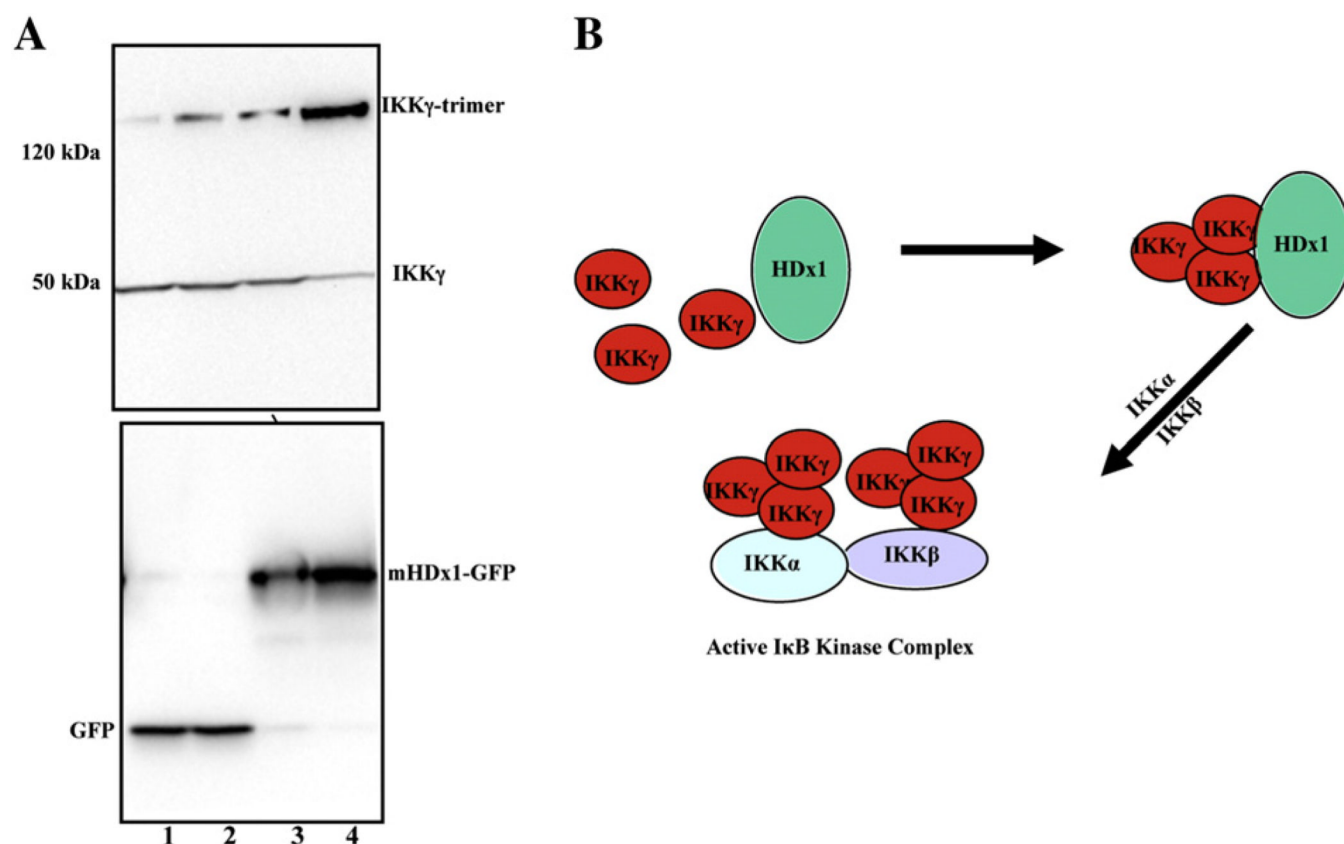 A
IKKγ-trimer
120 kDa
50 kDa
IKKγ
mHDx1-GFP
GFP
1 2 3 4
B
IKKγ
IKKγ
IKKγ
HDx1
IKKγ
IKKγ
IKKγ
HDx1
IKKα
IKKβ
IKKγ
IKKγ
IKKγ
IKKγ
IKKγ
IKKγ
IKKα
IKKβ
Active IκB Kinase Complex